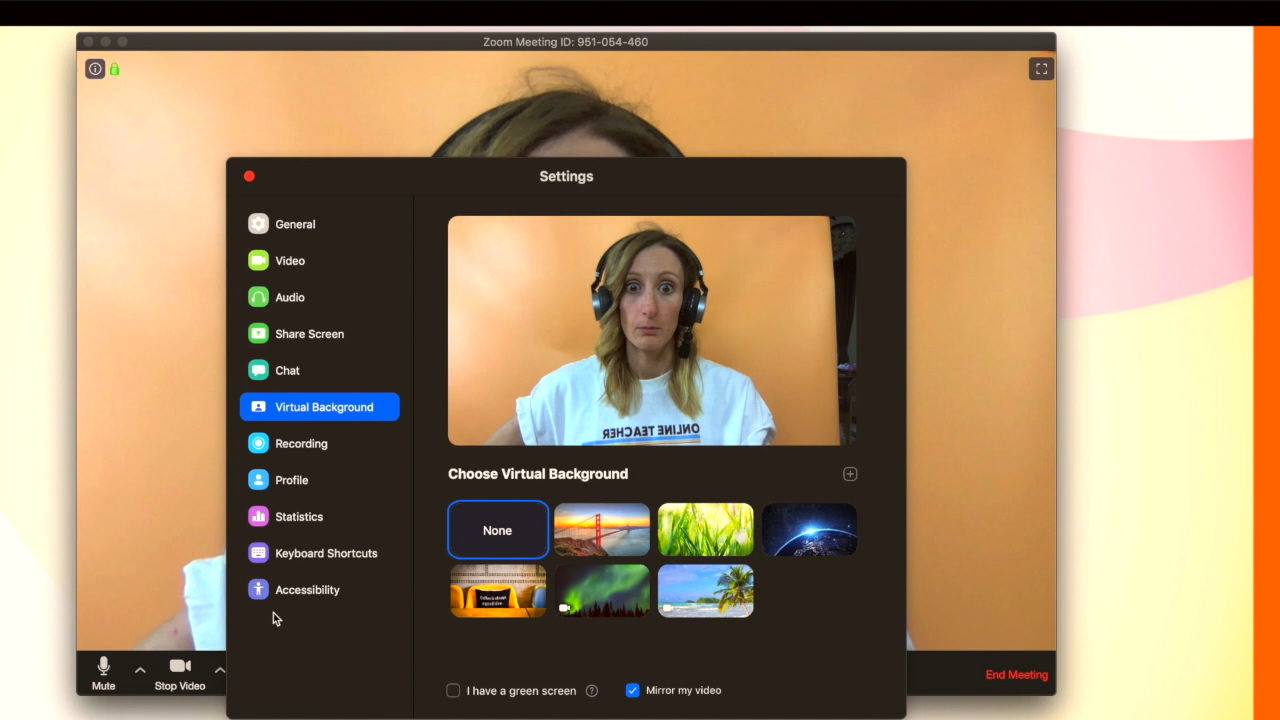 Zoom Meeting ID: 951-054-460
Settings
General
Video
Audio
Share Screen
Chat
Virtual Background
Recording
Profile
Statistics
Keyboard Shortcuts
Accessibility
ONLINE TEACHER
Choose Virtual Background
None
I have a green screen
Mirror my video
Mute
Stop Video
End Meeting